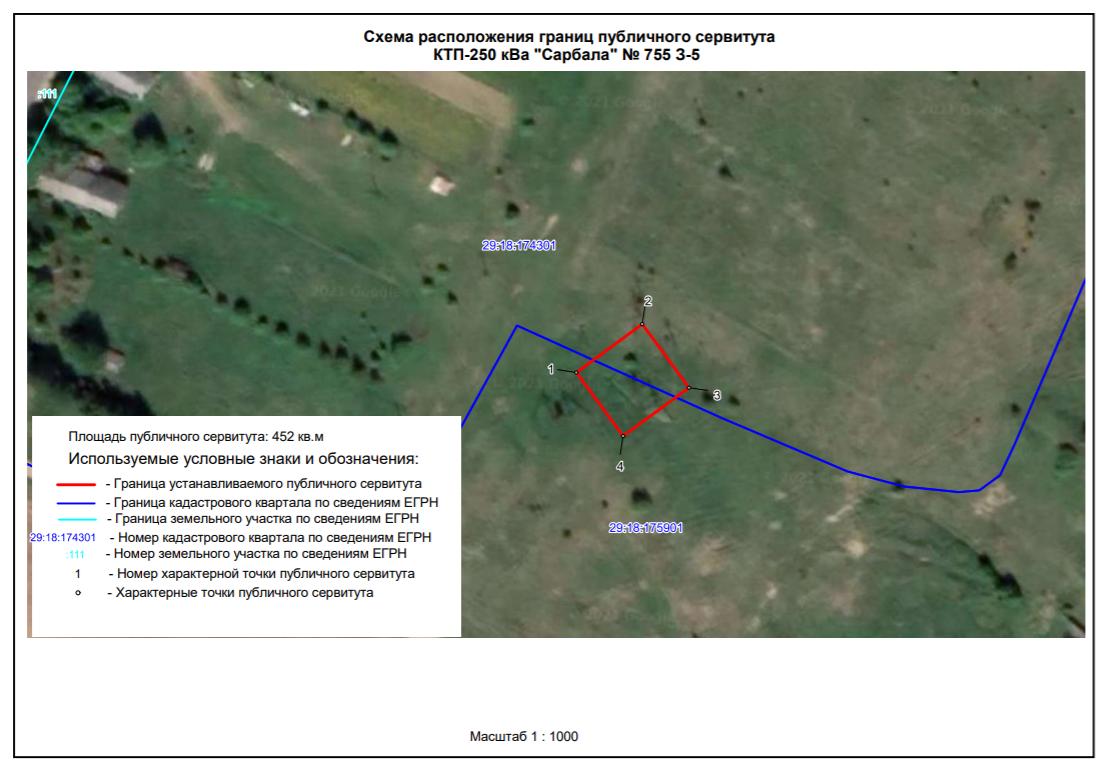 Схема расположения границ публичного сервитута
КТП-250 кВа "Сарбала" № 755 З-5
:111
© 2021 Google
29:18:174301
2021 Google
2
1
3
4
29:18:175901
Площадь публичного сервитута: 452 кв.м
Используемые условные знаки и обозначения:
- Граница устанавливаемого публичного сервитута
- Граница кадастрового квартала по сведениям ЕГРН
- Граница земельного участка по сведениям ЕГРН
29:18:174301 - Номер кадастрового квартала по сведениям ЕГРН
:111 - Номер земельного участка по сведениям ЕГРН
1 - Номер характерной точки публичного сервитута
- Характерные точки публичного сервитута
Масштаб 1 : 1000